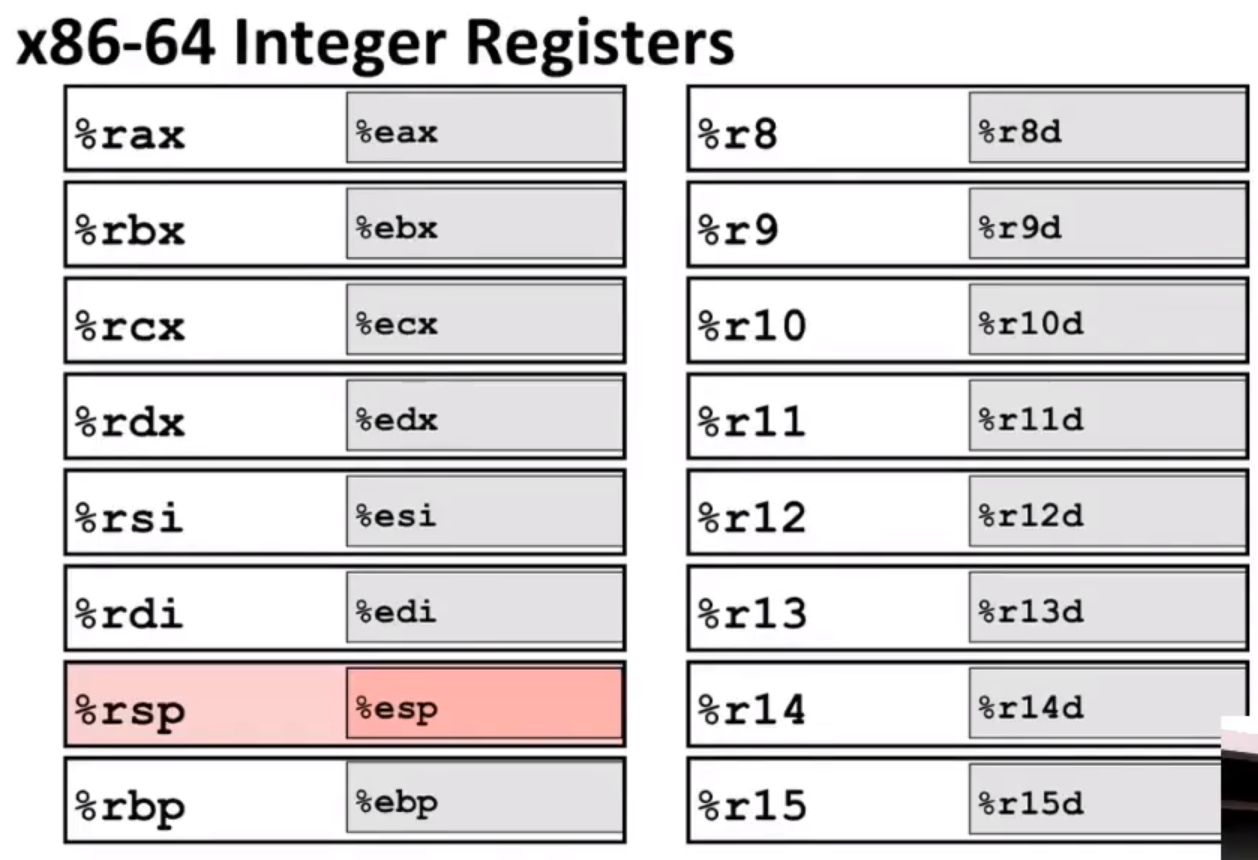 x86-64 Integer Registers
%rax %eax %r8 %r8d
%rbx %ebx %r9 %r9d
%rcx %ecx %r10 %r10d
%rdx %edx %r11 %r11d
%rsi %esi %r12 %r12d
%rdi %edi %r13 %r13d
%rsp %esp %r14 %r14d
%rbp %ebp %r15 %r15d